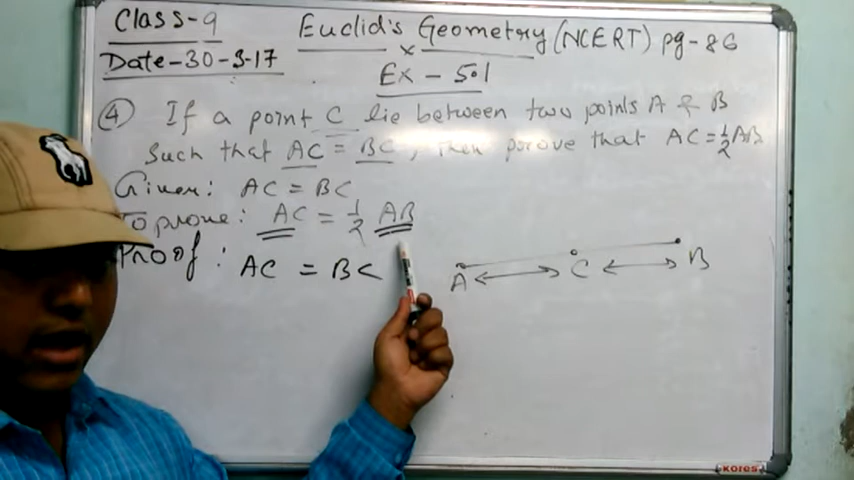 Class-9 Euclid's Geometry (NCERT) pg-86
Date-30-3-17
Ex-5.1
④ If a point C lie between two points A & B
Such that AC = BC, then prove that AC = 1/2 AB
Given: AC = BC
To prove: AC = 1/2 AB
Proof: AC = BC
A C B
kores